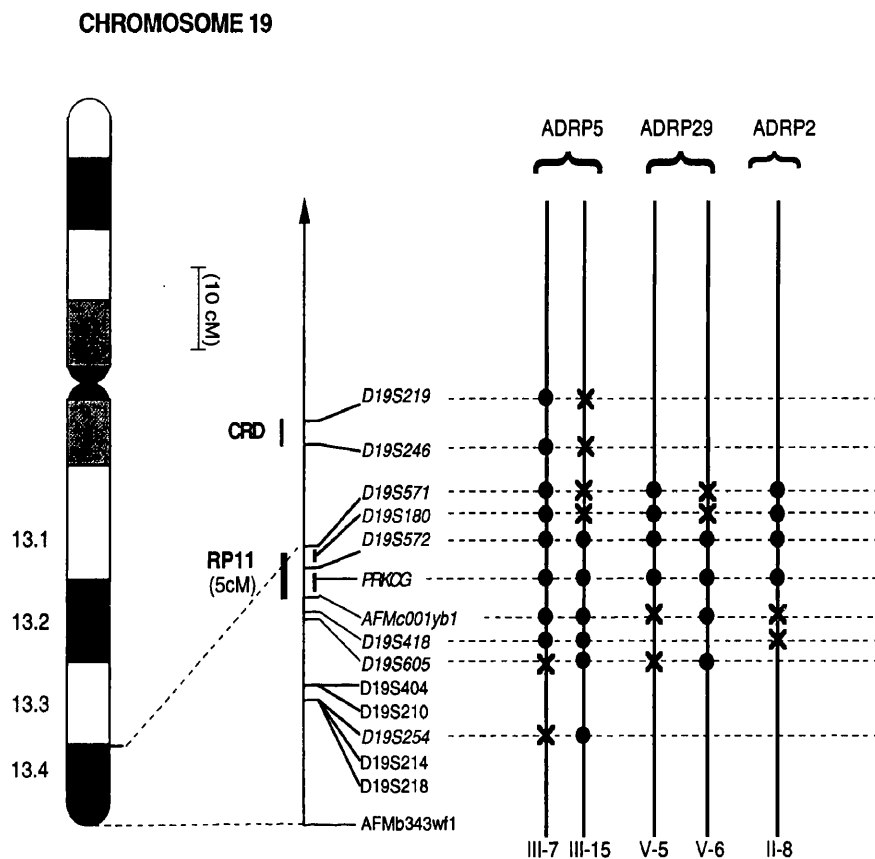 CHROMOSOME 19
ADRP5 ADRP29 ADRP2
(10 cM)
D19S219
CRD
D19S246
D19S571
D19S180
13.1
D19S572
RP11
(5cM)
PRKCG
13.2
AFMc001yb1
D19S418
D19S605
D19S404
13.3
D19S210
D19S254
13.4
D19S214
D19S218
AFMb343wf1
III-7 III-15 V-5 V-6 II-8